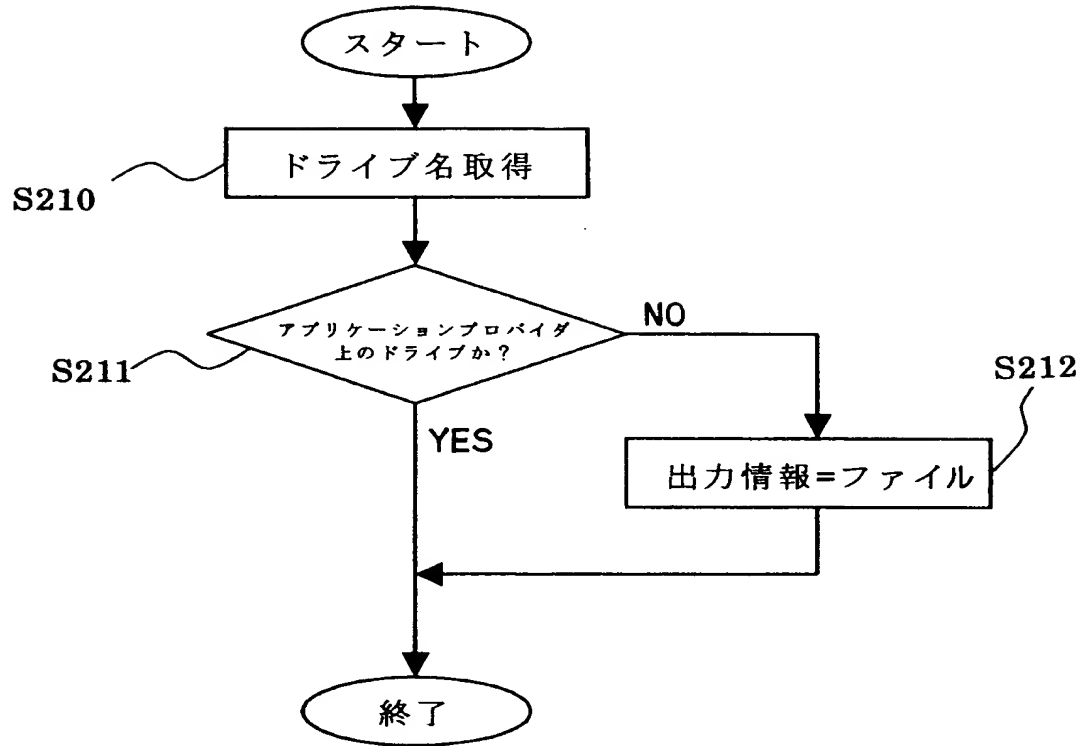 スタート
ドライブ名取得
S210
アプリケーションプロバイダ
上のドライブか?
NO
S211
S212
YES
出力情報=ファイル
終了